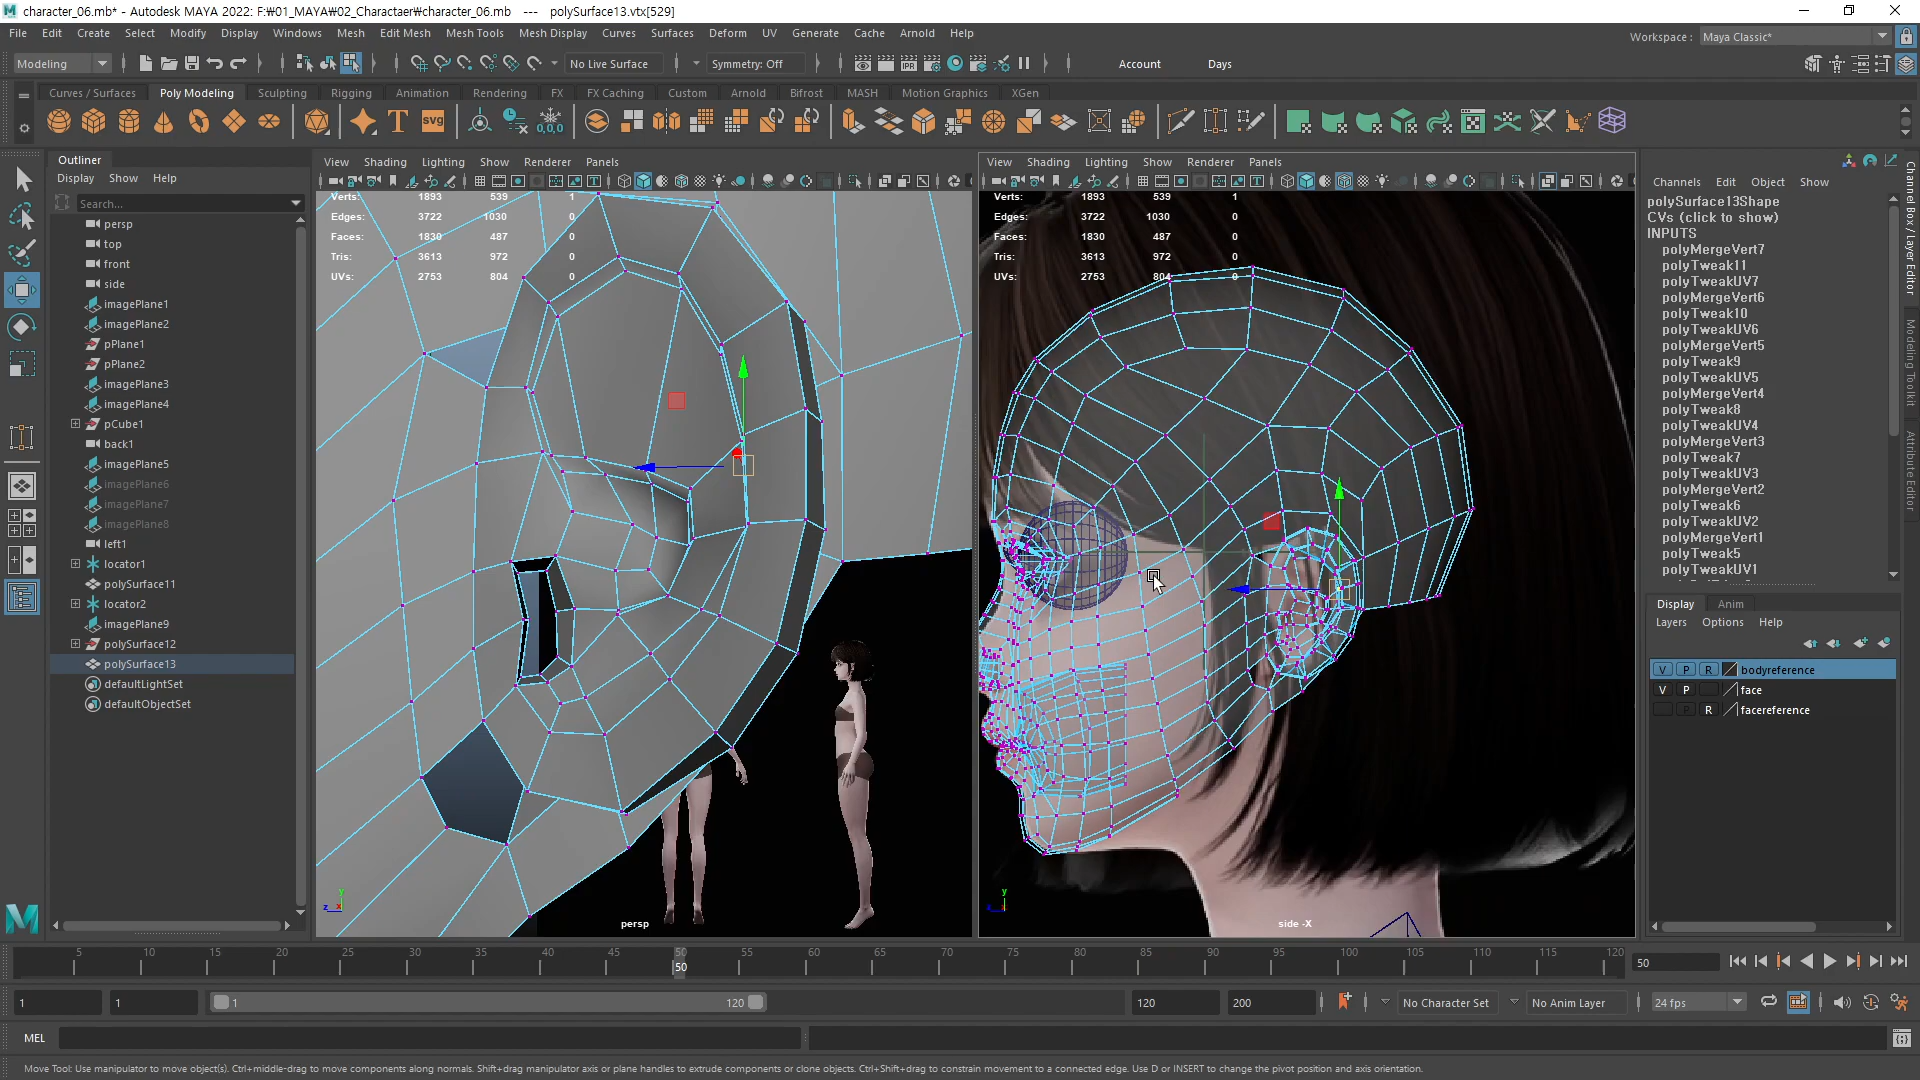 character_06.mb* - Autodesk MAYA 2022: F:₩01_MAYA₩02_Charactaer₩character_06.mb   ---   polySurface13.vtx[529]
File Edit Create Select Modify Display Windows Mesh Edit Mesh Mesh Tools Mesh Display Curves Surfaces Deform UV Generate Cache Arnold Help
Workspace : Maya Classic*
Modeling No Live Surface Symmetry: Off IPR Account Days
Curves / Surfaces Poly Modeling Sculpting Rigging Animation Rendering FX FX Caching Custom Arnold Bifrost MASH Motion Graphics XGen
T svg 0,0,0
Outliner
Display Show Help
Search...
persp
top
front
side
imagePlane1
imagePlane2
pPlane1
pPlane2
imagePlane3
imagePlane4
pCube1
back1
imagePlane5
imagePlane6
imagePlane7
imagePlane8
left1
locator1
polySurface11
locator2
imagePlane9
polySurface12
polySurface13
defaultLightSet
defaultObjectSet
View Shading Lighting Show Renderer Panels
Verts: 1893 539 1
Edges: 3722 1030 0
Faces: 1830 487 0
Tris: 3613 972 0
UVs: 2753 804 0
y
z x
persp
View Shading Lighting Show Renderer Panels
Verts: 1893 539 1
Edges: 3722 1030 0
Faces: 1830 487 0
Tris: 3613 972 0
UVs: 2753 804 0
y
z x
side -X
Channels Edit Object Show
polySurface13Shape
CVs (click to show)
INPUTS
polyMergeVert7
polyTweak11
polyTweakUV7
polyMergeVert6
polyTweak10
polyTweakUV6
polyMergeVert5
polyTweak9
polyTweakUV5
polyMergeVert4
polyTweak8
polyTweakUV4
polyMergeVert3
polyTweak7
polyTweakUV3
polyMergeVert2
polyTweak6
polyTweakUV2
polyMergeVert1
polyTweak5
polyTweakUV1
Channel Box / Layer Editor
Modeling Toolkit
Attribute Editor
Display Anim
Layers Options Help
V P R bodyreference
V P face
P R facereference
5 10 15 20 25 30 35 40 45 50 55 60 65 70 75 80 85 90 95 100 105 110 115 120
50
50
1 1 1 120 120 200 No Character Set No Anim Layer 24 fps
MEL
Move Tool: Use manipulator to move object(s). Ctrl+middle-drag to move components along normals. Shift+drag manipulator axis or plane handles to extrude components or clone objects. Ctrl+Shift+drag to constrain movement to a connected edge. Use D or INSERT to change the pivot position and axis orientation.